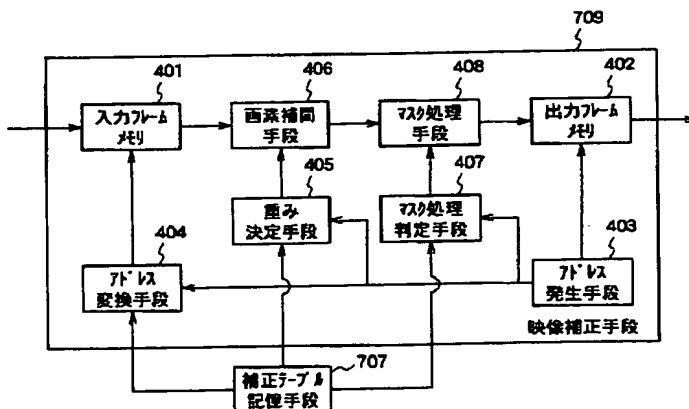 709
401
入力フレーム
メモリ
406
画素補間
手段
408
マスク処理
手段
402
出力フレーム
メモリ
405
重み
決定手段
407
マスク処理
判定手段
404
アドレス
変換手段
403
アドレス
発生手段
映像補正手段
707
補正テーブル
記憶手段